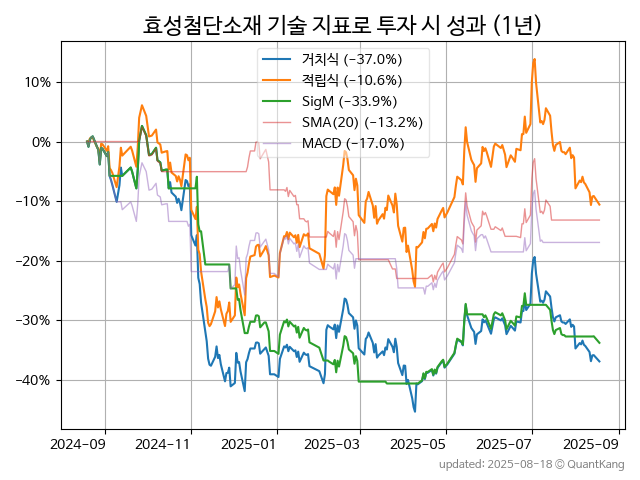 효성첨단소재 기술 지표로 투자 시 성과 (1년)
거치식 (−37.0%)
적립식 (−10.6%)
SigM (−33.9%)
SMA(20) (−13.2%)
MACD (−17.0%)
10%
0%
−10%
−20%
−30%
−40%
2024−09
2024−11
2025−01
2025−03
2025−05
2025−07
2025−09
updated: 2025-08-18 ⓒ QuantKang